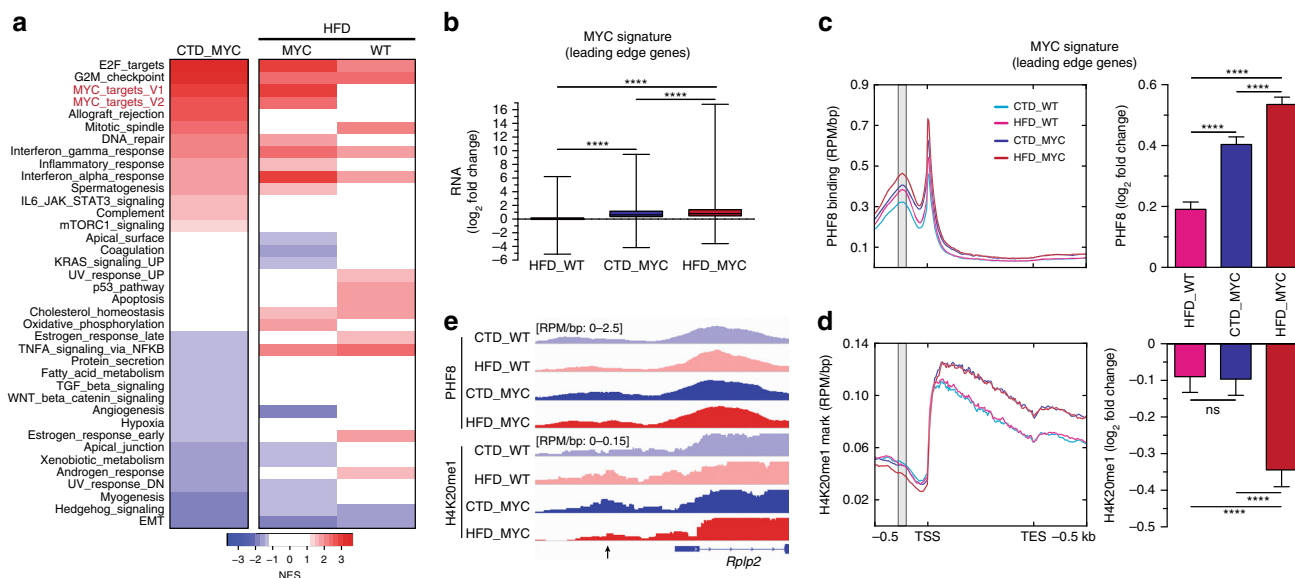 a
HFD
CTD_MYC
MYC
WT
E2F_targets
G2M_checkpoint
MYC_targets_V1
MYC_targets_V2
Allograft_rejection
Mitotic_spindle
DNA_repair
Interferon_gamma_response
Inflammatory_response
Interferon_alpha_response
Spermatogenesis
IL6_JAK_STAT3_signaling
Complement
mTORC1_signaling
Apical_surface
Coagulation
KRAS_signaling_UP
UV_response_UP
p53_pathway
Apoptosis
Cholesterol_homeostasis
Oxidative_phosphorylation
Estrogen_response_late
TNFA_signaling_via_NFKB
Protein_secretion
Fatty_acid_metabolism
TGF_beta_signaling
WNT_beta_catenin_signaling
Angiogenesis
Hypoxia
Estrogen_response_early
Apical_junction
Xenobiotic_metabolism
Androgen_response
UV_response_DN
Myogenesis
Hedgehog_signaling
EMT
−3 −2 −1 0 1 2 3
NES
b
MYC signature
(leading edge genes)
****
****
****
RNA
(log2 fold change)
16
14
12
10
8
6
4
2
0
−2
−4
−6
HFD_WT
CTD_MYC
HFD_MYC
c
MYC signature
(leading edge genes)
PHF8 binding (RPM/bp)
0.9
0.7
0.5
0.3
0.1
CTD_WT
HFD_WT
CTD_MYC
HFD_MYC
PHF8 (log2 fold change)
0.8
0.6
0.4
0.2
0
****
****
****
HFD_WT
CTD_MYC
HFD_MYC
e
PHF8
[RPM/bp: 0–2.5]
CTD_WT
HFD_WT
CTD_MYC
HFD_MYC
H4K20me1
[RPM/bp: 0–0.15]
CTD_WT
HFD_WT
CTD_MYC
HFD_MYC
Rplp2
d
H4K20me1 mark (RPM/bp)
0.14
0.10
0.06
0.02
−0.5
TSS
TES
−0.5 kb
H4K20me1 (log2 fold change)
0
−0.1
−0.2
−0.3
−0.4
−0.5
ns
****
****